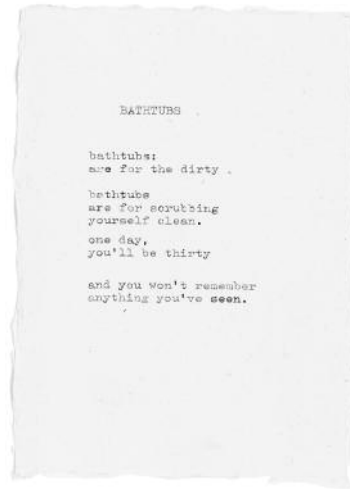 BATHTUBS
bathtubs:
are for the dirty .
bathtubs
are for scrubbing
yourself clean.
one day,
you'll be thirty
and you won't remember
anything you've seen.